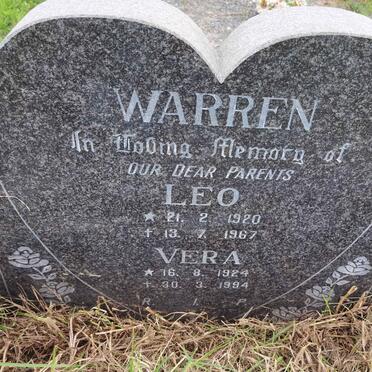 WARREN
In Loving Memory of
OUR DEAR PARENTS
LEO
★ 21. 2. 1920
† 13. 7. 1967
VERA
★ 16. 8. 1924
† 30. 3. 1994
R I P